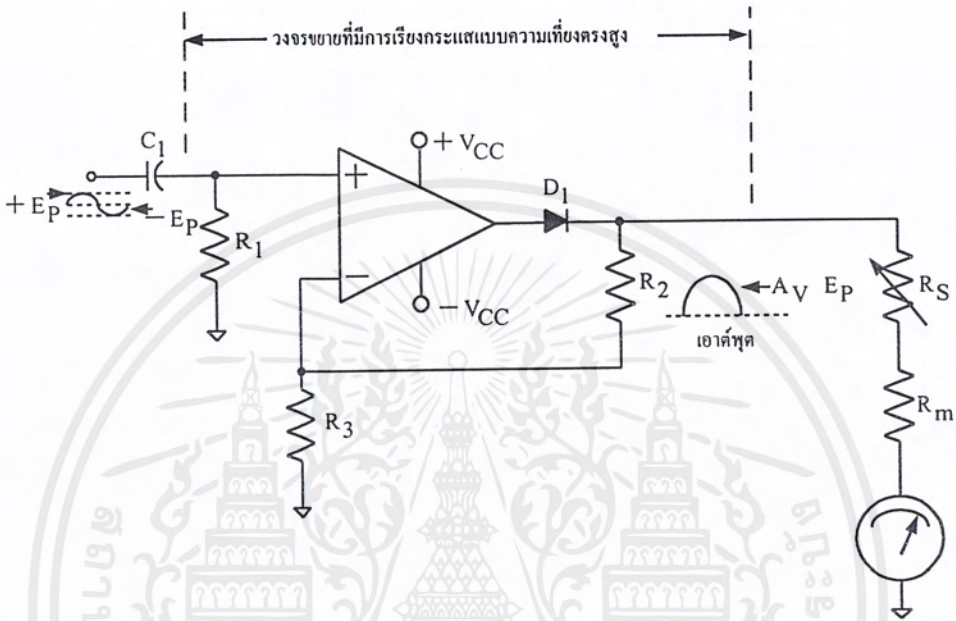 วงจรขยายที่มีการเรียงกระแสแบบความเที่ยงตรงสูง
C1
+ VCC
D1
+ EP
− EP
R1
+
−
− VCC
R2
AV EP
เอาต์พุต
RS
R3
Rm